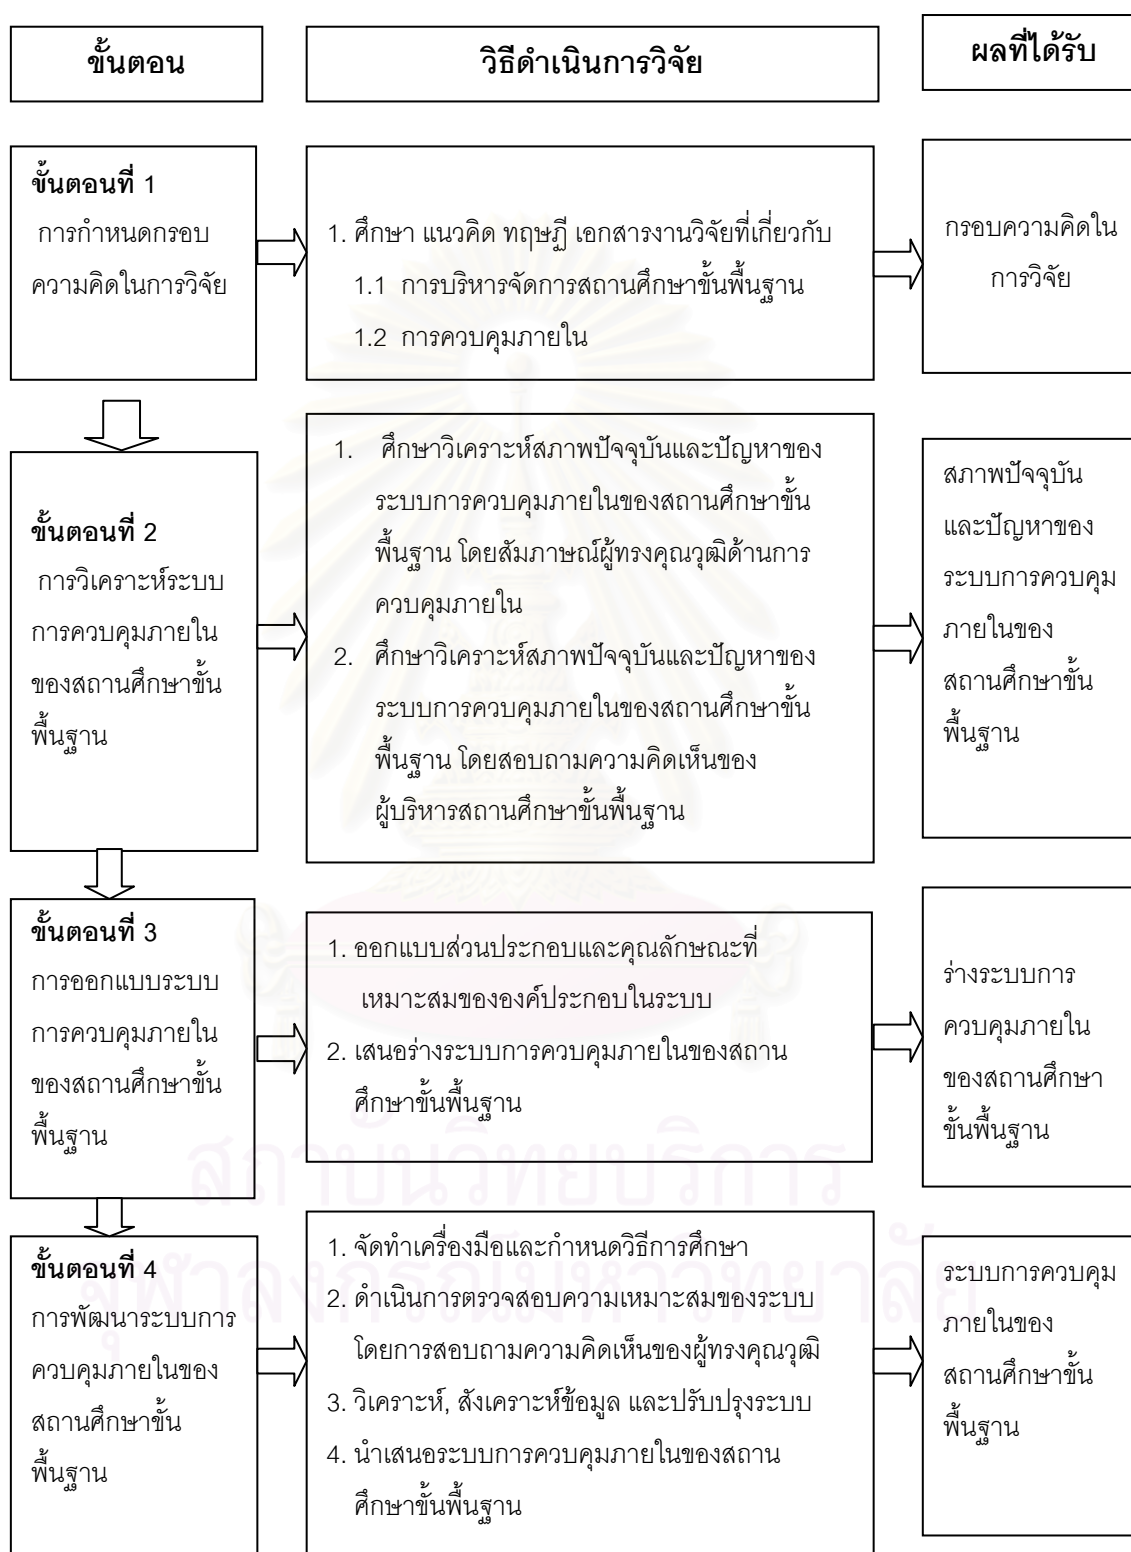 ขั้นตอน
วิธีดำเนินการวิจัย
ผลที่ได้รับ
ขั้นตอนที่ 1
การกำหนดกรอบ
ความคิดในการวิจัย
1. ศึกษา แนวคิด ทฤษฎี เอกสารงานวิจัยที่เกี่ยวกับ
1.1 การบริหารจัดการสถานศึกษาขั้นพื้นฐาน
1.2 การควบคุมภายใน
กรอบความคิดใน
การวิจัย
ขั้นตอนที่ 2
การวิเคราะห์ระบบ
การควบคุมภายใน
ของสถานศึกษาขั้น
พื้นฐาน
1. ศึกษาวิเคราะห์สภาพปัจจุบันและปัญหาของ
ระบบการควบคุมภายในของสถานศึกษาขั้น
พื้นฐาน โดยสัมภาษณ์ผู้ทรงคุณวุฒิด้านการ
ควบคุมภายใน
2. ศึกษาวิเคราะห์สภาพปัจจุบันและปัญหาของ
ระบบการควบคุมภายในของสถานศึกษาขั้น
พื้นฐาน โดยสอบถามความคิดเห็นของ
ผู้บริหารสถานศึกษาขั้นพื้นฐาน
สภาพปัจจุบัน
และปัญหาของ
ระบบการควบคุม
ภายในของ
สถานศึกษาขั้น
พื้นฐาน
ขั้นตอนที่ 3
การออกแบบระบบ
การควบคุมภายใน
ของสถานศึกษาขั้น
พื้นฐาน
1. ออกแบบส่วนประกอบและคุณลักษณะที่
เหมาะสมขององค์ประกอบในระบบ
2. เสนอร่างระบบการควบคุมภายในของสถาน
ศึกษาขั้นพื้นฐาน
ร่างระบบการ
ควบคุมภายใน
ของสถานศึกษา
ขั้นพื้นฐาน
ขั้นตอนที่ 4
การพัฒนาระบบการ
ควบคุมภายในของ
สถานศึกษาขั้น
พื้นฐาน
1. จัดทำเครื่องมือและกำหนดวิธีการศึกษา
2. ดำเนินการตรวจสอบความเหมาะสมของระบบ
โดยการสอบถามความคิดเห็นของผู้ทรงคุณวุฒิ
3. วิเคราะห์, สังเคราะห์ข้อมูล และปรับปรุงระบบ
4. นำเสนอระบบการควบคุมภายในของสถาน
ศึกษาขั้นพื้นฐาน
ระบบการควบคุม
ภายในของ
สถานศึกษาขั้น
พื้นฐาน
สถาบันวิทยบริการ
จุฬาลงกรณ์มหาวิทยาลัย